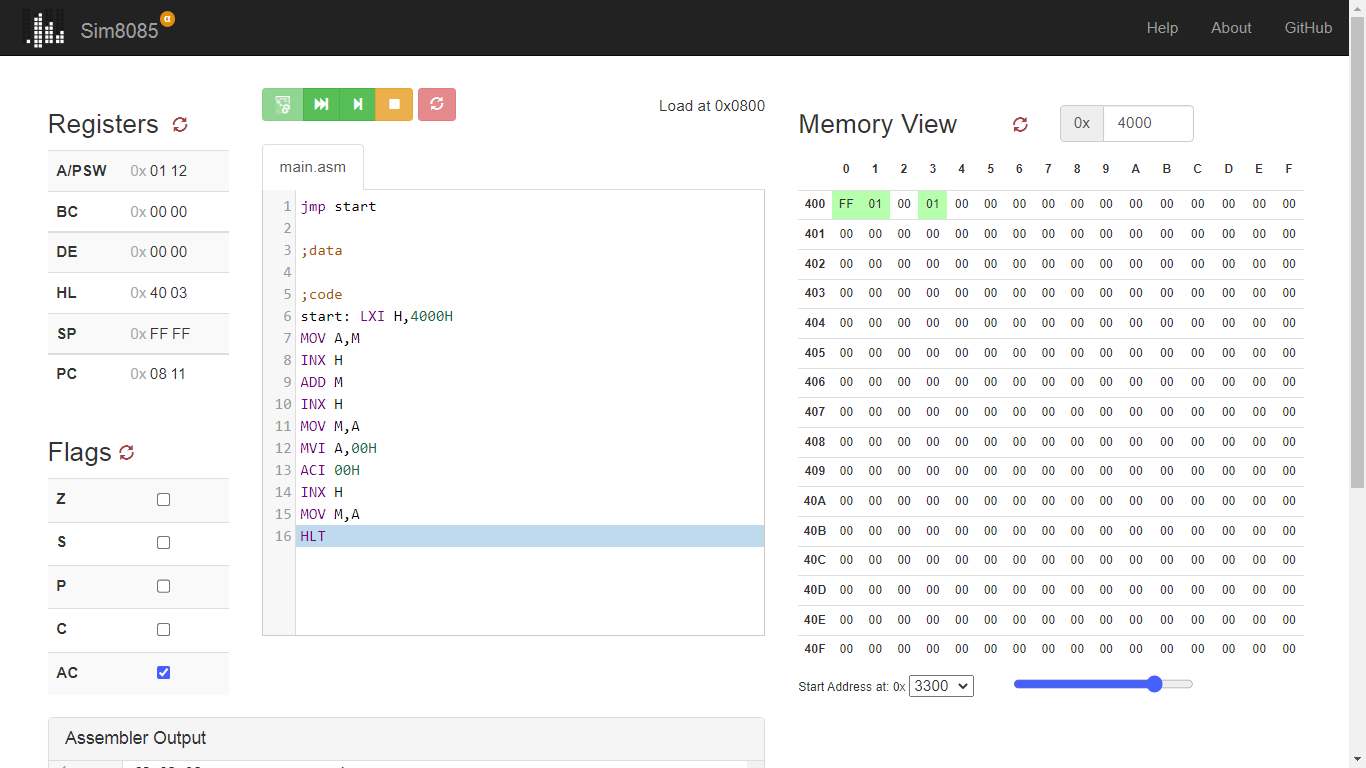 Sim8085 α
Help About GitHub
Registers
A/PSW 0x 01 12
BC 0x 00 00
DE 0x 00 00
HL 0x 40 03
SP 0x FF FF
PC 0x 08 11
Flags
Z
S
P
C
AC
Load at 0x0800
main.asm
1 jmp start
2
3 ;data
4
5 ;code
6 start: LXI H,4000H
7 MOV A,M
8 INX H
9 ADD M
10 INX H
11 MOV M,A
12 MVI A,00H
13 ACI 00H
14 INX H
15 MOV M,A
16 HLT
Assembler Output
Memory View 0x 4000
0 1 2 3 4 5 6 7 8 9 A B C D E F
400 FF 01 00 01 00 00 00 00 00 00 00 00 00 00 00 00
401 00 00 00 00 00 00 00 00 00 00 00 00 00 00 00 00
402 00 00 00 00 00 00 00 00 00 00 00 00 00 00 00 00
403 00 00 00 00 00 00 00 00 00 00 00 00 00 00 00 00
404 00 00 00 00 00 00 00 00 00 00 00 00 00 00 00 00
405 00 00 00 00 00 00 00 00 00 00 00 00 00 00 00 00
406 00 00 00 00 00 00 00 00 00 00 00 00 00 00 00 00
407 00 00 00 00 00 00 00 00 00 00 00 00 00 00 00 00
408 00 00 00 00 00 00 00 00 00 00 00 00 00 00 00 00
409 00 00 00 00 00 00 00 00 00 00 00 00 00 00 00 00
40A 00 00 00 00 00 00 00 00 00 00 00 00 00 00 00 00
40B 00 00 00 00 00 00 00 00 00 00 00 00 00 00 00 00
40C 00 00 00 00 00 00 00 00 00 00 00 00 00 00 00 00
40D 00 00 00 00 00 00 00 00 00 00 00 00 00 00 00 00
40E 00 00 00 00 00 00 00 00 00 00 00 00 00 00 00 00
40F 00 00 00 00 00 00 00 00 00 00 00 00 00 00 00 00
Start Address at: 0x 3300